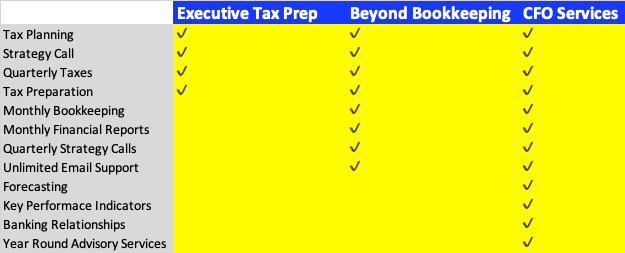 Executive Tax Prep Beyond Bookkeeping CFO Services
Tax Planning ✓ ✓ ✓
Strategy Call ✓ ✓ ✓
Quarterly Taxes ✓ ✓ ✓
Tax Preparation ✓ ✓ ✓
Monthly Bookkeeping ✓ ✓
Monthly Financial Reports ✓ ✓
Quarterly Strategy Calls ✓ ✓
Unlimited Email Support ✓ ✓
Forecasting ✓
Key Performace Indicators ✓
Banking Relationships ✓
Year Round Advisory Services ✓